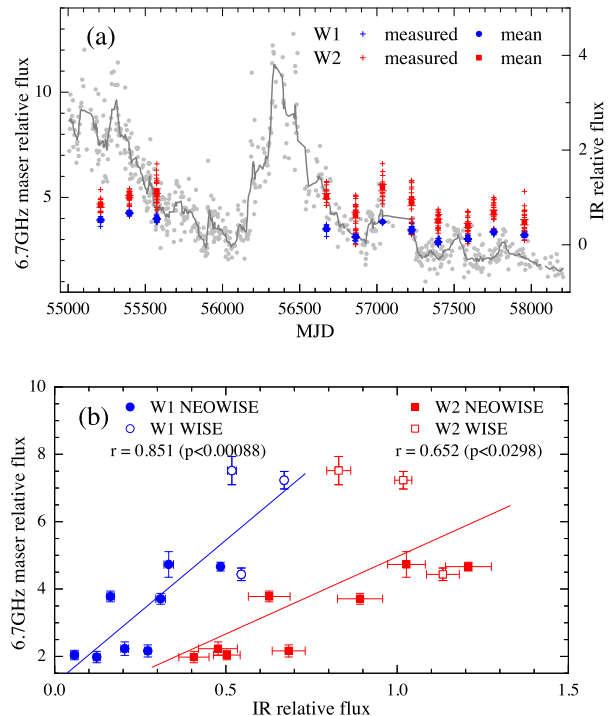 (a)
W1 + measured mean
W2 + measured mean
6.7GHz maser relative flux
5
10
0
2
4
IR relative flux
55000 55500 56000 56500 57000 57500 58000
MJD
(b)
W1 NEOWISE
W1 WISE
r = 0.851 (p<0.00088)
W2 NEOWISE
W2 WISE
r = 0.652 (p<0.0298)
6.7GHz maser relative flux
10
8
6
4
2
0.0 0.5 1.0 1.5
IR relative flux